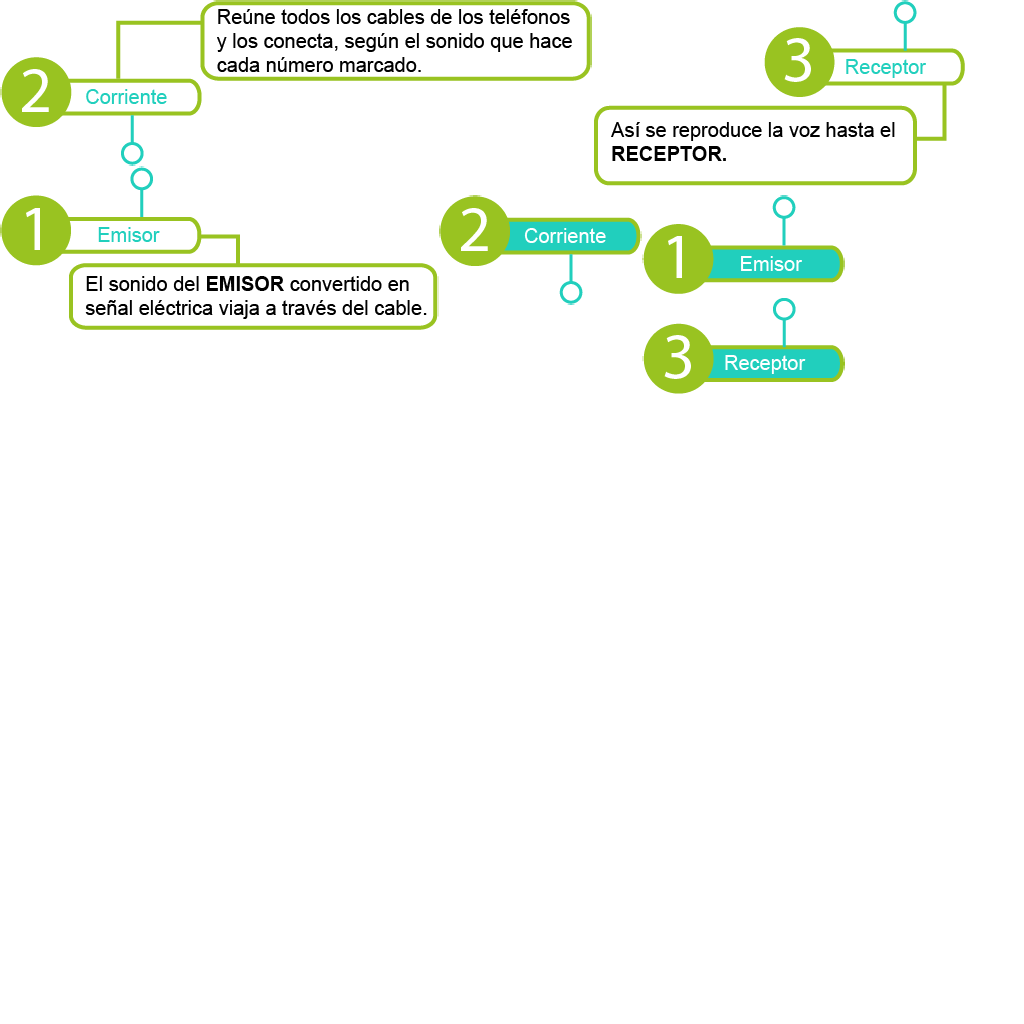 Reúne todos los cables de los teléfonos
y los conecta, según el sonido que hace
cada número marcado.
2
Corriente
3
Receptor
Así se reproduce la voz hasta el
RECEPTOR.
1
Emisor
El sonido del EMISOR convertido en
señal eléctrica viaja a través del cable.
2
Corriente
1
Emisor
3
Receptor